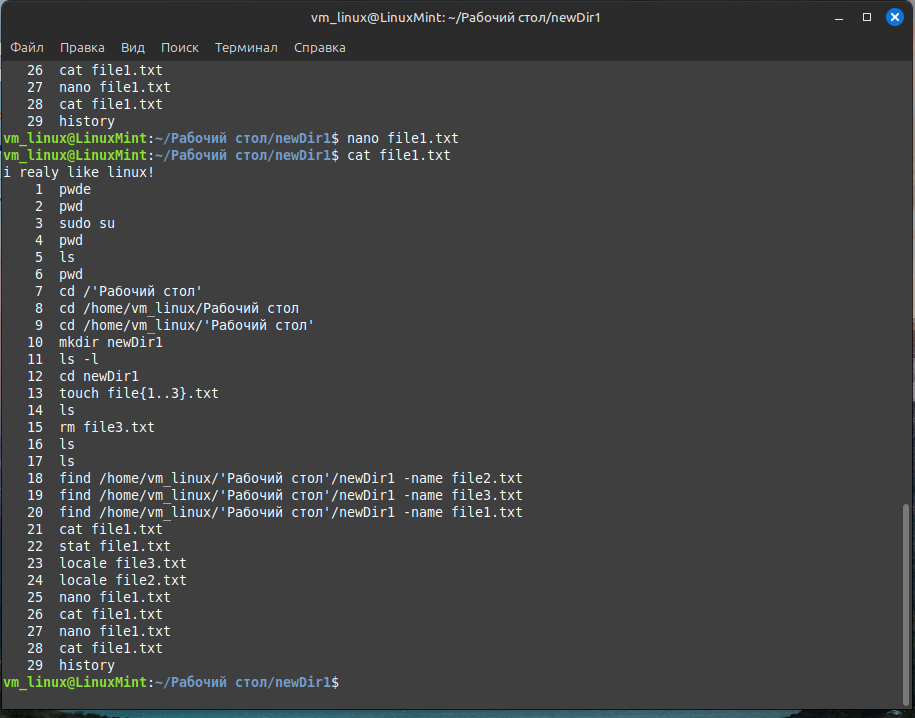 vm_linux@LinuxMint: ~/Рабочий стол/newDir1
Файл Правка Вид Поиск Терминал Справка
26 cat file1.txt
27 nano file1.txt
28 cat file1.txt
29 history
vm_linux@LinuxMint:~/Рабочий стол/newDir1$ nano file1.txt
vm_linux@LinuxMint:~/Рабочий стол/newDir1$ cat file1.txt
i realy like linux!
1 pwde
2 pwd
3 sudo su
4 pwd
5 ls
6 pwd
7 cd /'Рабочий стол'
8 cd /home/vm_linux/Рабочий стол
9 cd /home/vm_linux/'Рабочий стол'
10 mkdir newDir1
11 ls -l
12 cd newDir1
13 touch file{1..3}.txt
14 ls
15 rm file3.txt
16 ls
17 ls
18 find /home/vm_linux/'Рабочий стол'/newDir1 -name file2.txt
19 find /home/vm_linux/'Рабочий стол'/newDir1 -name file3.txt
20 find /home/vm_linux/'Рабочий стол'/newDir1 -name file1.txt
21 cat file1.txt
22 stat file1.txt
23 locale file3.txt
24 locale file2.txt
25 nano file1.txt
26 cat file1.txt
27 nano file1.txt
28 cat file1.txt
29 history
vm_linux@LinuxMint:~/Рабочий стол/newDir1$